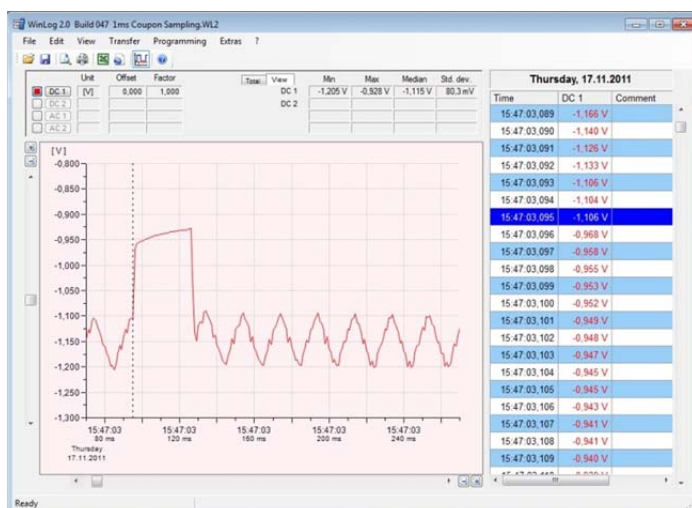 WinLog 2.0 Build 047 1ms Coupon Sampling.WL2
File Edit View Transfer Programming Extras ?
Unit Offset Factor
DC 1 [V] 0,000 1,000
DC 2
AC 1
AC 2
Total View Min Max Median Std. dev.
DC 1 -1,205 V -0,928 V -1,115 V 80,3 mV
DC 2
[V]
-0,800
-0,850
-0,900
-0,950
-1,000
-1,050
-1,100
-1,150
-1,200
-1,250
-1,300
15:47:03 15:47:03 15:47:03 15:47:03 15:47:03
80 ms 120 ms 160 ms 200 ms 240 ms
Thursday
17.11.2011
Thursday, 17.11.2011
Time DC 1 Comment
15:47:03,089 -1,166 V
15:47:03,090 -1,140 V
15:47:03,091 -1,126 V
15:47:03,092 -1,133 V
15:47:03,093 -1,106 V
15:47:03,094 -1,104 V
15:47:03,095 -1,106 V
15:47:03,096 -0,968 V
15:47:03,097 -0,958 V
15:47:03,098 -0,955 V
15:47:03,099 -0,953 V
15:47:03,100 -0,952 V
15:47:03,101 -0,949 V
15:47:03,102 -0,948 V
15:47:03,103 -0,947 V
15:47:03,104 -0,945 V
15:47:03,105 -0,945 V
15:47:03,106 -0,943 V
15:47:03,107 -0,941 V
15:47:03,108 -0,941 V
15:47:03,109 -0,940 V
Ready